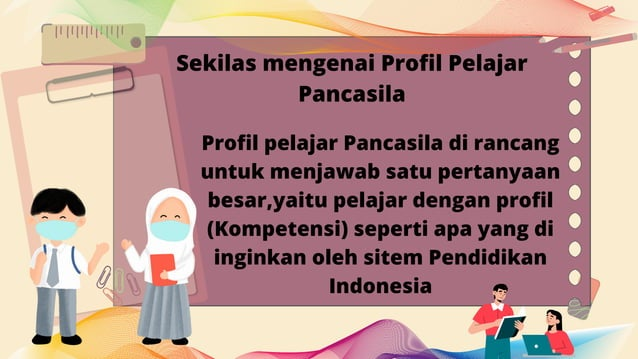 Sekilas mengenai Profil Pelajar
Pancasila
Profil pelajar Pancasila di rancang
untuk menjawab satu pertanyaan
besar,yaitu pelajar dengan profil
(Kompetensi) seperti apa yang di
inginkan oleh sitem Pendidikan
Indonesia